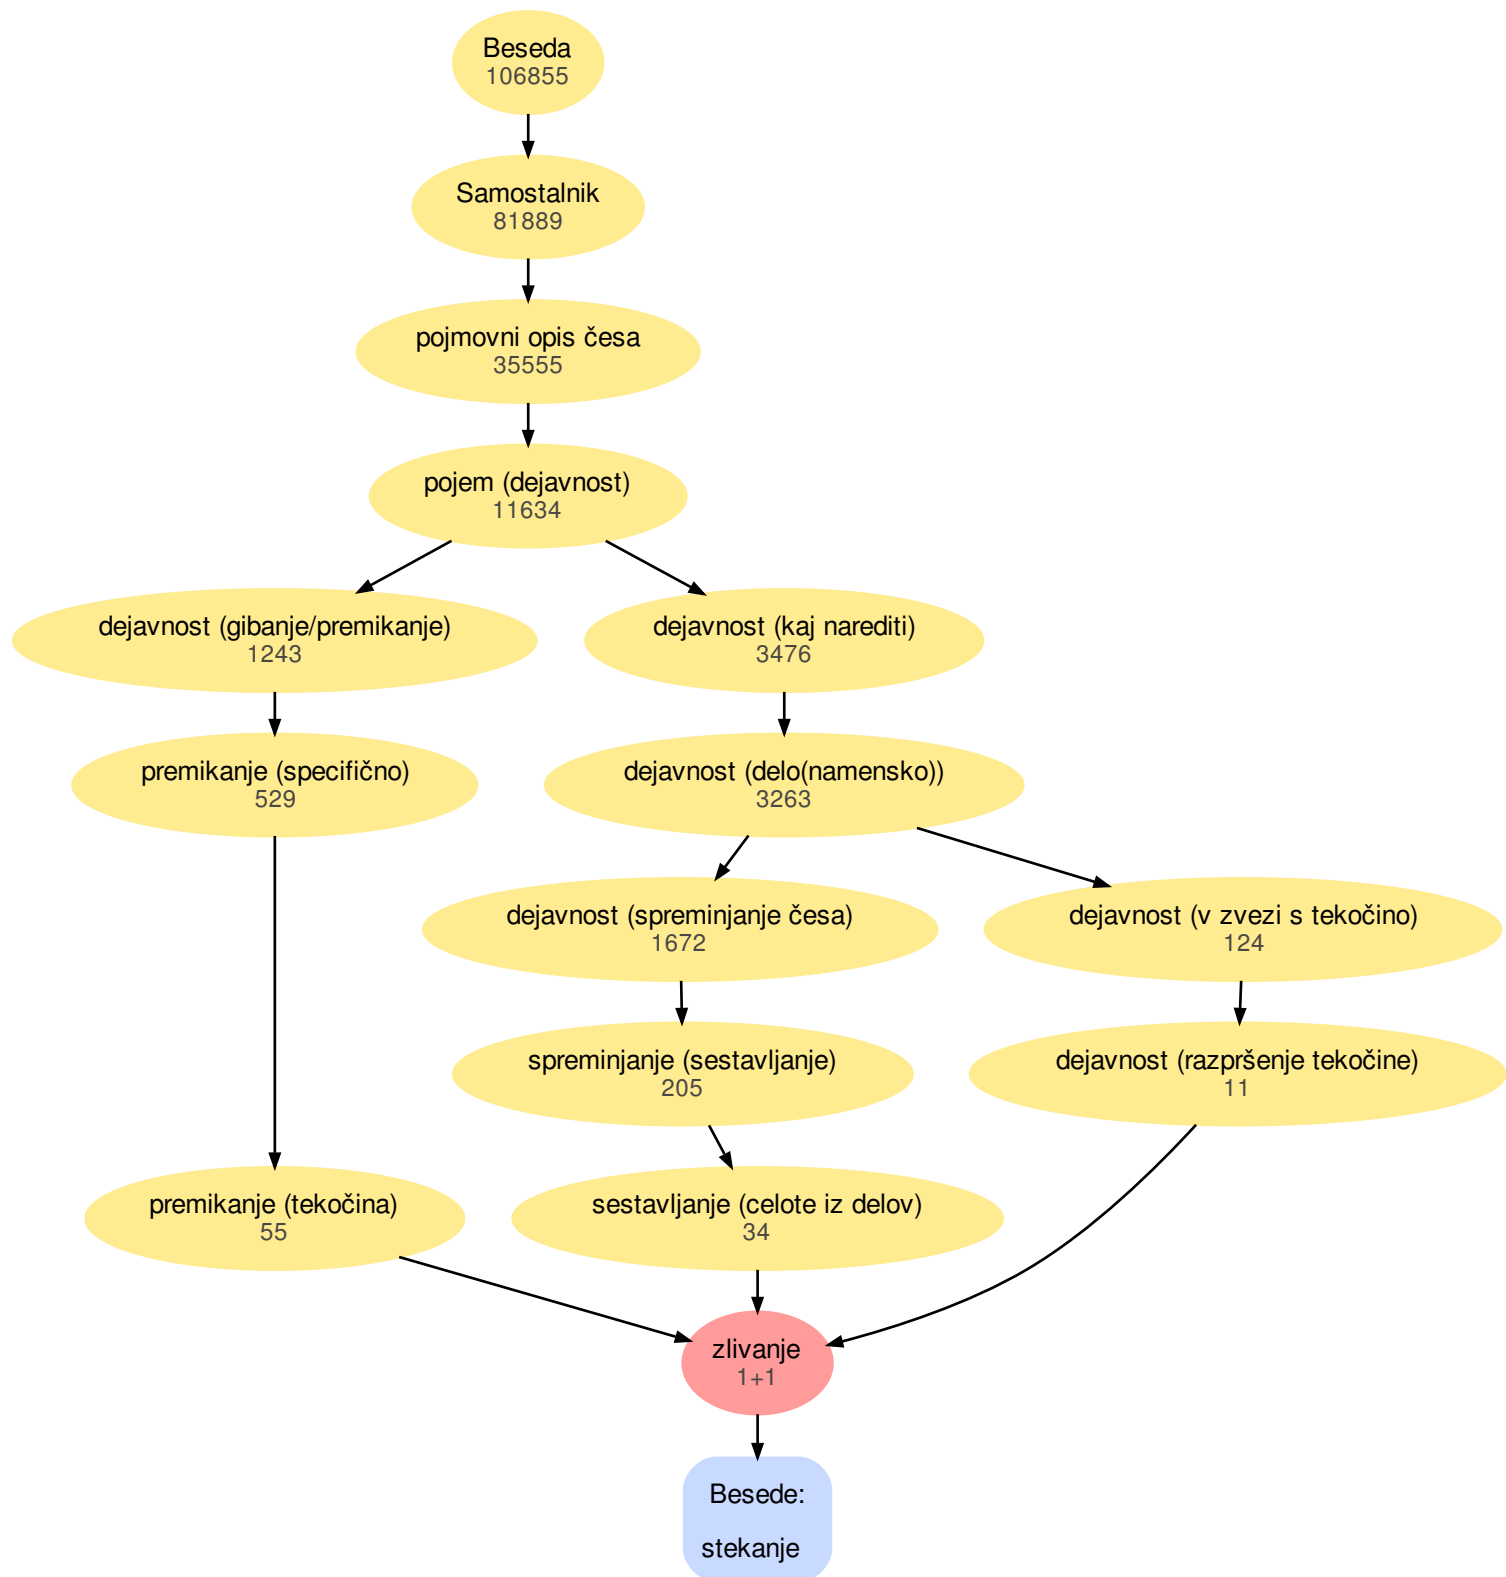 Beseda
106855
Samostalnik
81889
pojmovni opis česa
35555
pojem (dejavnost)
11634
dejavnost (gibanje/premikanje)
1243
dejavnost (kaj narediti)
3476
premikanje (specifično)
529
dejavnost (delo(namensko))
3263
dejavnost (spreminjanje česa)
1672
dejavnost (v zvezi s tekočino)
124
spreminjanje (sestavljanje)
205
dejavnost (razpršenje tekočine)
11
premikanje (tekočina)
55
sestavljanje (celote iz delov)
34
zlivanje
1+1
Besede:
stekanje